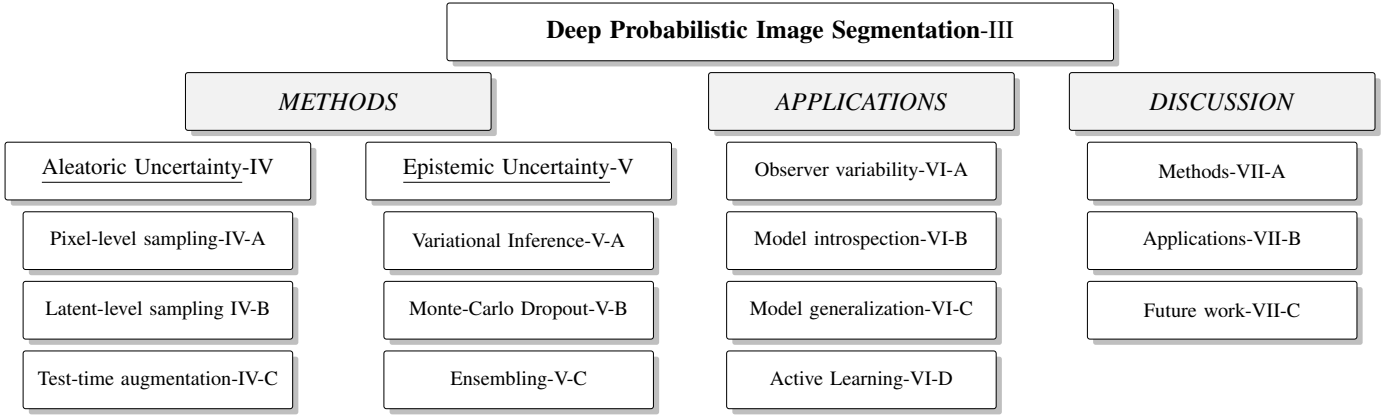 Deep Probabilistic Image Segmentation-III
METHODS
APPLICATIONS
DISCUSSION
Aleatoric Uncertainty-IV
Epistemic Uncertainty-V
Observer variability-VI-A
Methods-VII-A
Pixel-level sampling-IV-A
Variational Inference-V-A
Model introspection-VI-B
Applications-VII-B
Latent-level sampling IV-B
Monte-Carlo Dropout-V-B
Model generalization-VI-C
Future work-VII-C
Test-time augmentation-IV-C
Ensembling-V-C
Active Learning-VI-D